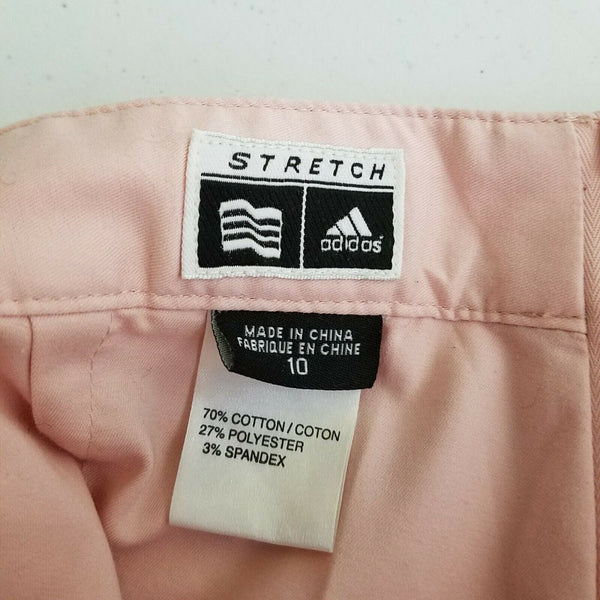 STRETCH
adidas
MADE IN CHINA
FABRIQUE EN CHINE
10
70% COTTON / COTON
27% POLYESTER
3% SPANDEX